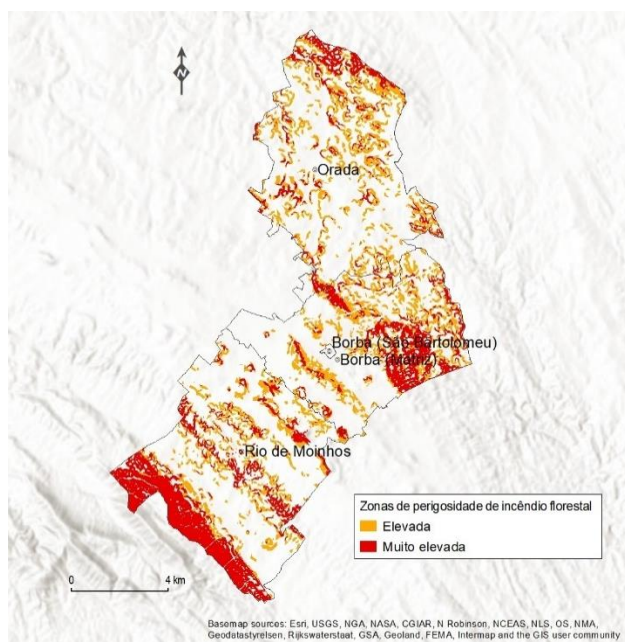 N
Orada
Borba (São Bartolomeu)
Borba (Matriz)
Rio de Moinhos
Zonas de perigosidade de incêndio florestal
Elevada
Muito elevada
0 4 km
Basemap sources: Esri, USGS, NGA, NASA, CGIAR, N Robinson, NCEAS, NLS, OS, NMA,
Geodatastyrelsen, Rijkswaterstaat, GSA, Geoland, FEMA, Intermap and the GIS user community